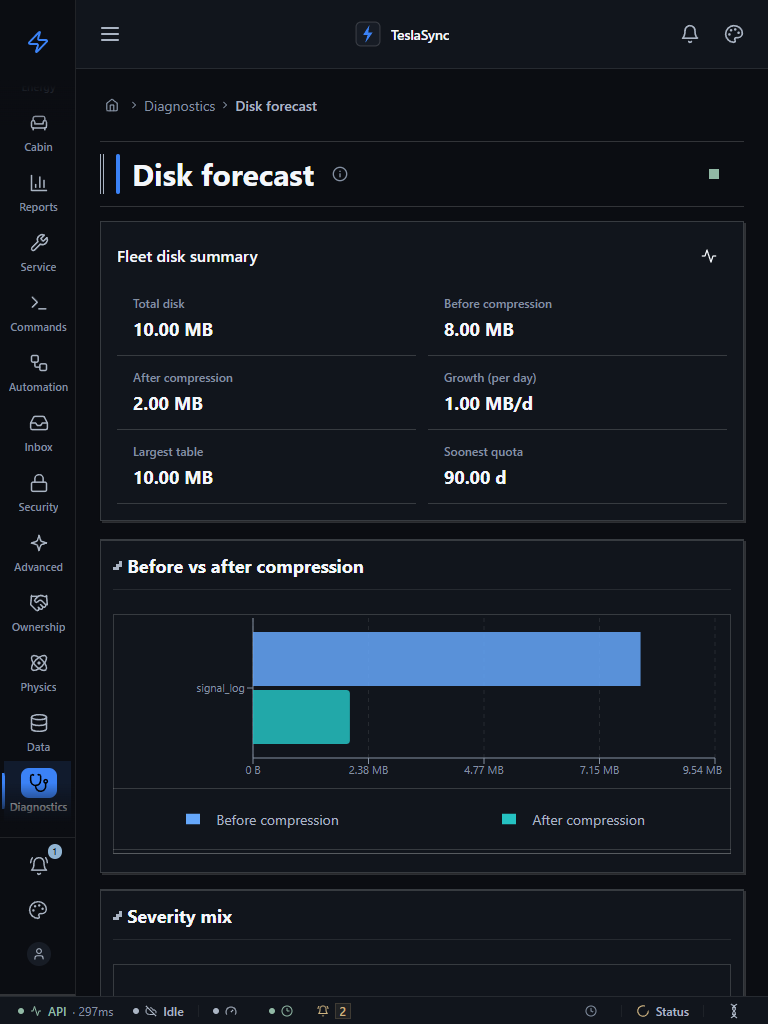 TeslaSync
Energy
Cabin
Reports
Service
Commands
Automation
Inbox
Security
Advanced
Ownership
Physics
Data
Diagnostics
1
Diagnostics
Disk forecast
Disk forecast
Fleet disk summary
Total disk
10.00 MB
Before compression
8.00 MB
After compression
2.00 MB
Growth (per day)
1.00 MB/d
Largest table
10.00 MB
Soonest quota
90.00 d
Before vs after compression
signal_log
0 B
2.38 MB
4.77 MB
7.15 MB
9.54 MB
Before compression
After compression
Severity mix
API · 297ms
Idle
2
Status